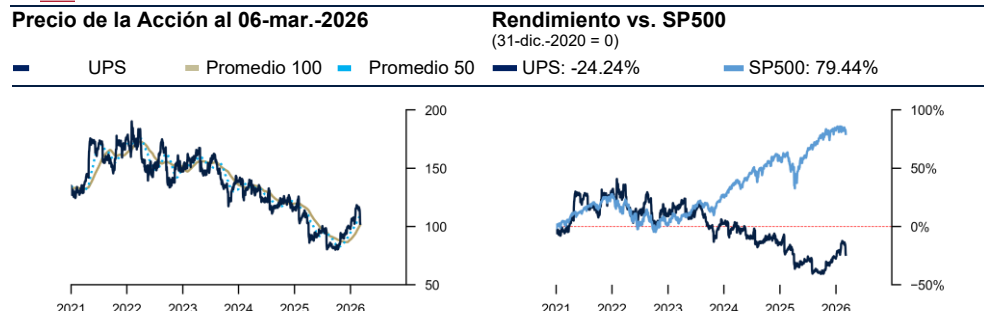 Precio de la Acción al 06-mar.-2026
UPS
Promedio 100
Promedio 50
200
150
100
50
2021 2022 2023 2024 2025 2026
Rendimiento vs. SP500
(31-dic.-2020 = 0)
UPS: -24.24%
SP500: 79.44%
100%
50%
0%
−50%
2021 2022 2023 2024 2025 2026